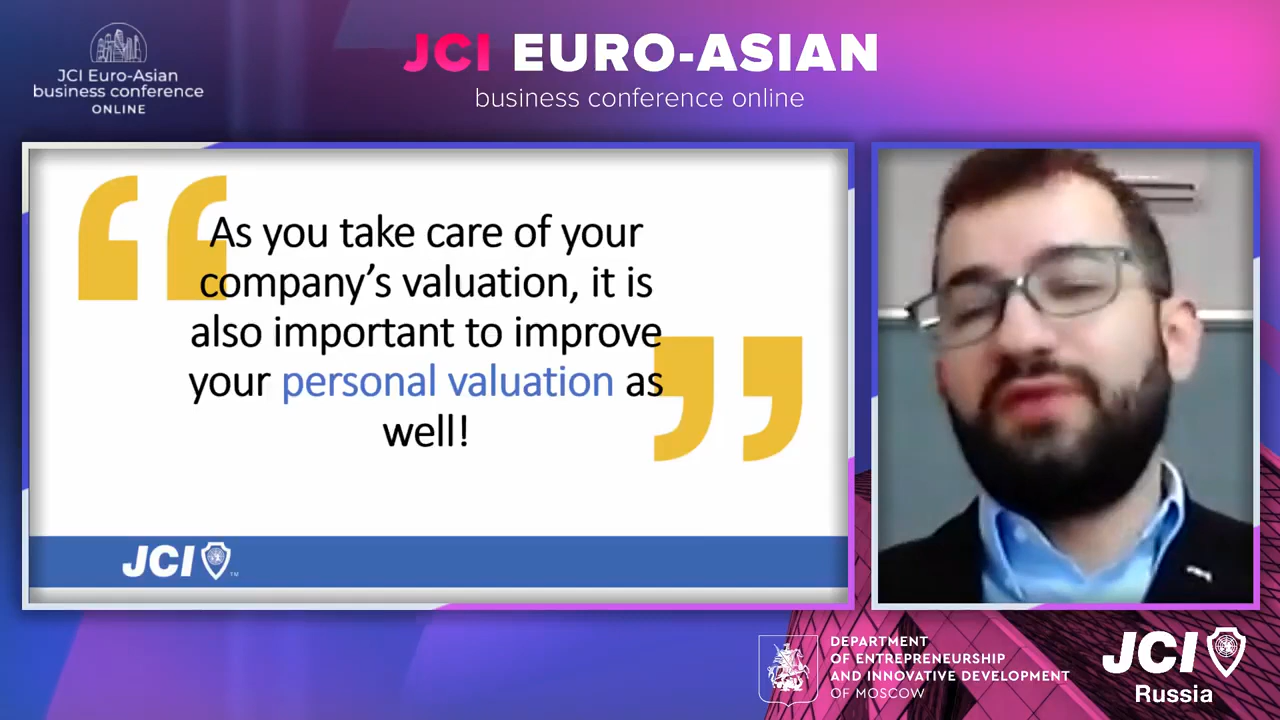 JCI Euro-Asian
business conference
ONLINE
JCI EURO-ASIAN
business conference online
As you take care of your
company’s valuation, it is
also important to improve
your personal valuation as
well!
JCI
TM
DEPARTMENT
OF ENTREPRENEURSHIP
AND INNOVATIVE DEVELOPMENT
OF MOSCOW
JCI
Russia